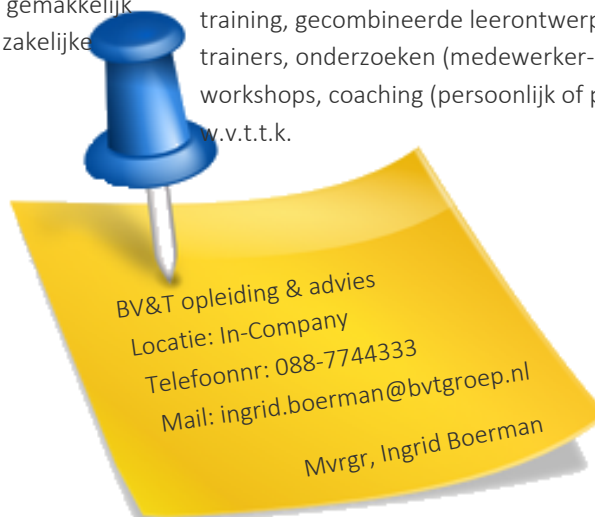 gemakkelijk
zakelijke
training, gecombineerde leerontwerp
trainers, onderzoeken (medewerker-
workshops, coaching (persoonlijk of p
w.v.t.t.k.
BV&T opleiding & advies
Locatie: In-Company
Telefoonnr: 088-7744333
Mail: ingrid.boerman@bvtgroep.nl
Mvrgr, Ingrid Boerman